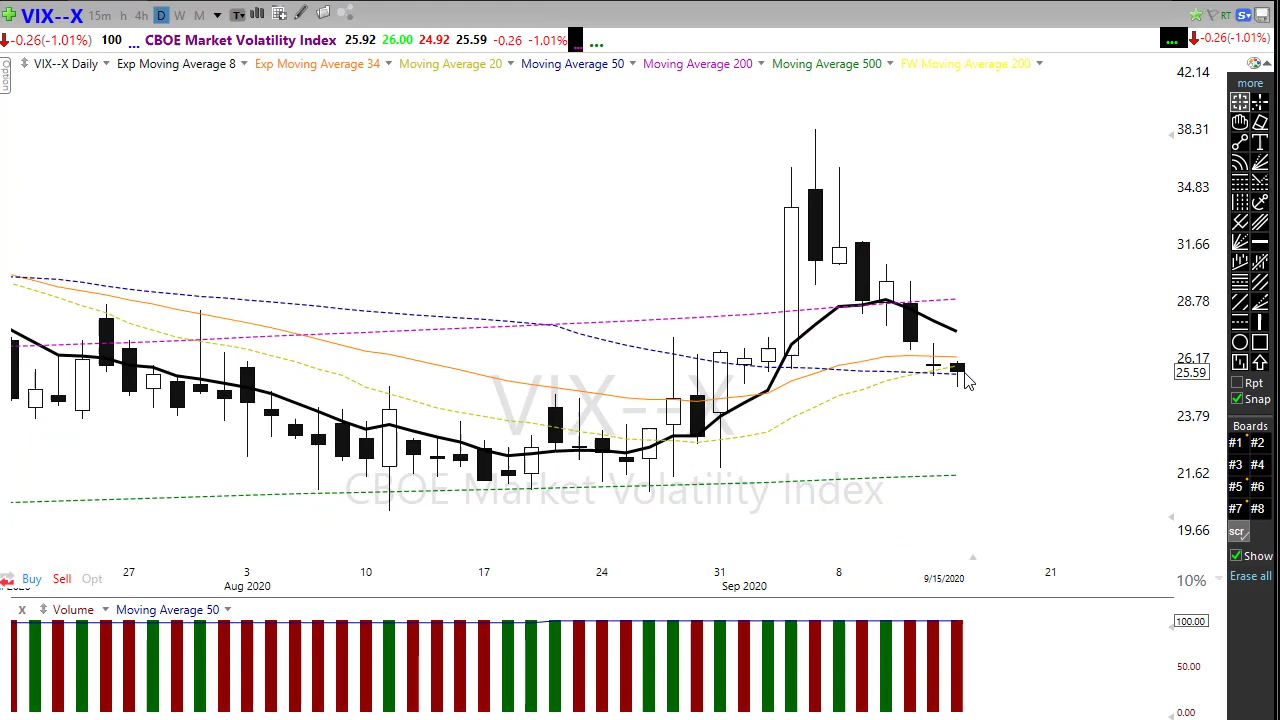 VIX--X 15m h 4h D W M T RT S
-0.26(-1.01%) 100 ... CBOE Market Volatility Index 25.92 26.00 24.92 25.59 -0.26 -1.01% ... ... -0.26(-1.01%)
Option
VIX--X Daily Exp Moving Average 8 Exp Moving Average 34 Moving Average 20 Moving Average 50 Moving Average 200 Moving Average 500 FW Moving Average 200
42.14
38.31
34.83
31.66
28.78
26.17
25.59
23.79
21.62
19.66
VIX--X
CBOE Market Volatility Index
more
T
Rpt
Snap
Boards
#1 #2
#3 #4
#5 #6
#7 #8
scr
Show
Erase all
27 3 10 17 24 31 8 9/15/2020 21
Aug 2020 Sep 2020
Buy Sell Opt
10%
X Volume Moving Average 50
100.00
50.00
0.00